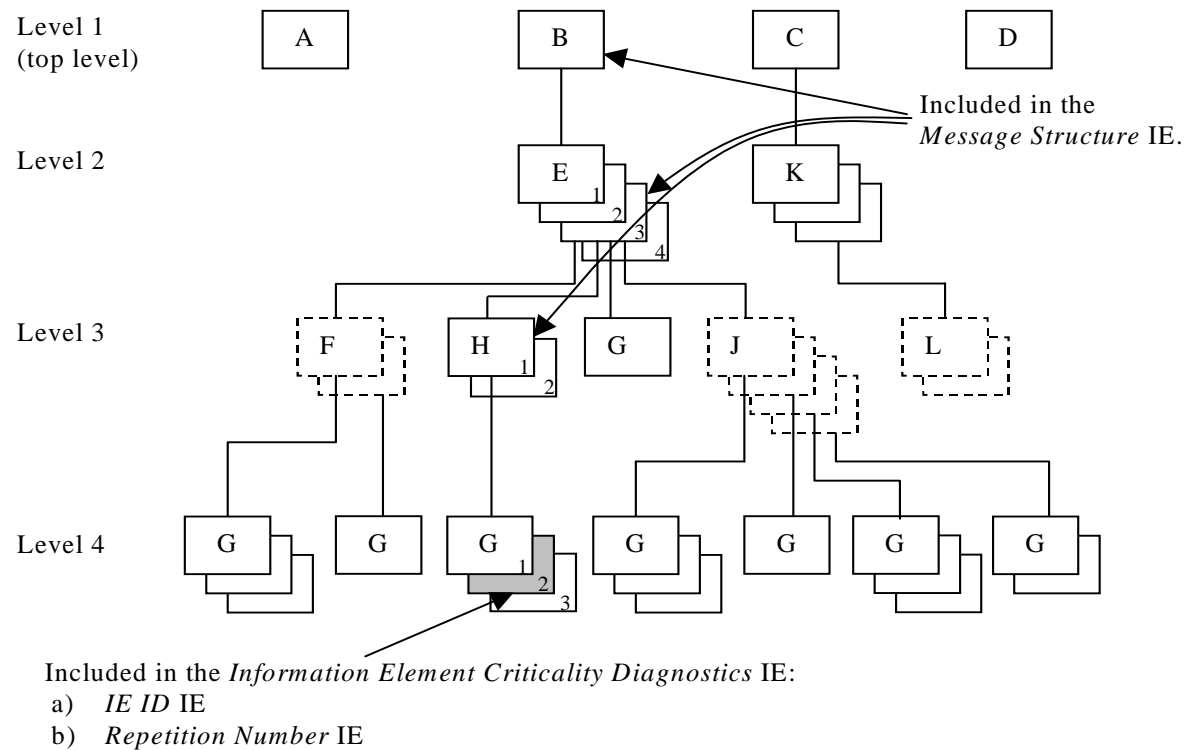 Level 1
(top level)
A
B
C
D
Included in the
Message Structure IE.
Level 2
E
1
2
3
4
K
Level 3
F
H
1
2
G
J
L
Level 4
G
G
G
1
2
3
G
G
G
G
Included in the Information Element Criticality Diagnostics IE:
a) IE ID IE
b) Repetition Number IE